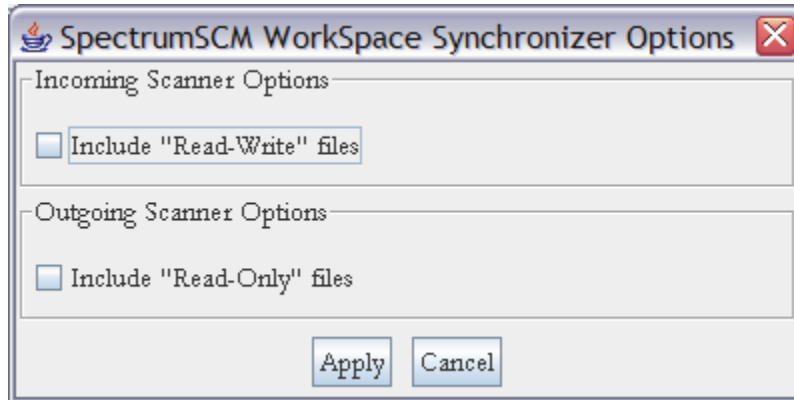 SpectrumSCM WorkSpace Synchronizer Options
Incoming Scanner Options
Include "Read-Write" files
Outgoing Scanner Options
Include "Read-Only" files
Apply Cancel